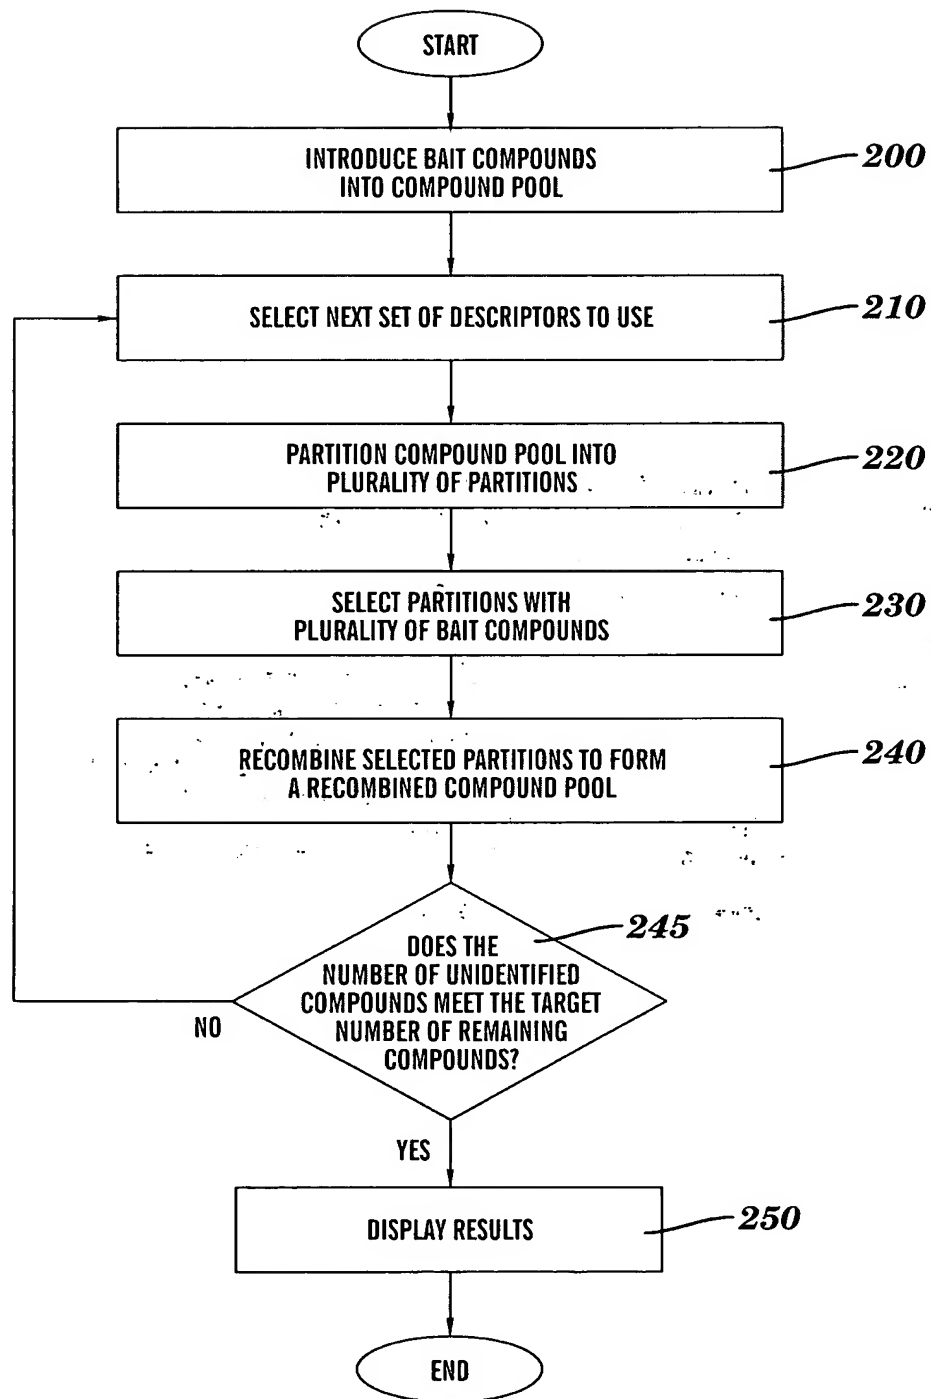 START
INTRODUCE BAIT COMPOUNDS
INTO COMPOUND POOL
200
SELECT NEXT SET OF DESCRIPTORS TO USE
210
PARTITION COMPOUND POOL INTO
PLURALITY OF PARTITIONS
220
SELECT PARTITIONS WITH
PLURALITY OF BAIT COMPOUNDS
230
RECOMBINE SELECTED PARTITIONS TO FORM
A RECOMBINED COMPOUND POOL
240
245
DOES THE
NUMBER OF UNIDENTIFIED
COMPOUNDS MEET THE TARGET
NUMBER OF REMAINING
COMPOUNDS?
NO
YES
DISPLAY RESULTS
250
END